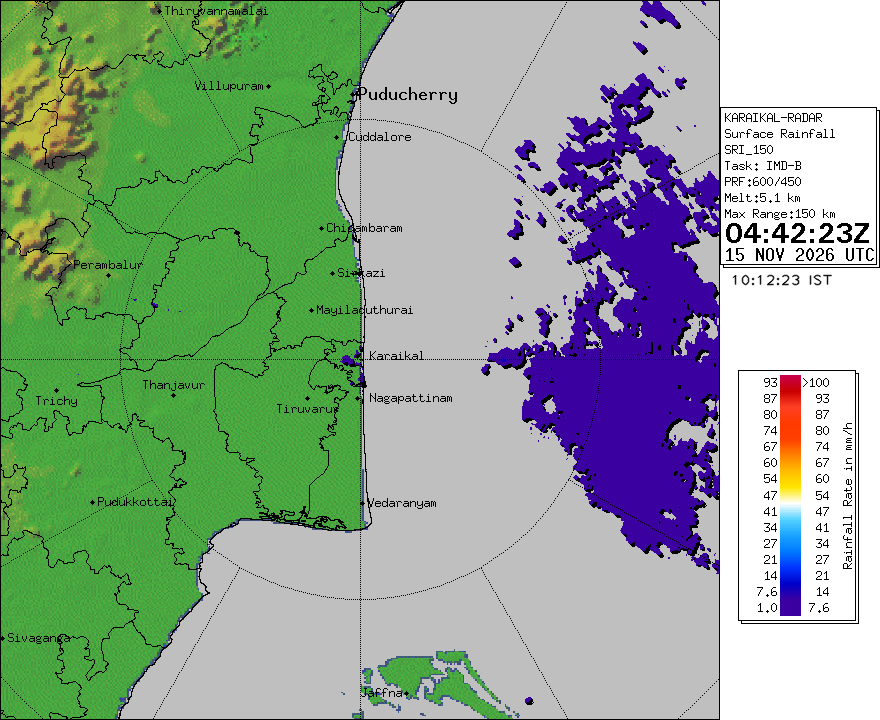 Thiruvannamalai
Villupuram
Puducherry
Cuddalore
Chidambaram
Sirkazi
Perambalur
Mayiladuthurai
Karaikal
Thanjavur
Trichy
Tiruvarur
Nagapattinam
Pudukkottai
Vedaranyam
Sivaganga
Jaffna
KARAIKAL-RADAR
Surface Rainfall
SRI_150
Task: IMD-B
PRF:600/450
Melt:5.1 km
Max Range:150 km
04:42:23Z
15 NOV 2026 UTC
10:12:23 IST
93 >100
87 93
80 87
74 80
67 74
60 67
54 60
47 54
41 47
34 41
27 34
21 27
14 21
7.6 14
1.0 7.6
Rainfall Rate in mm/h